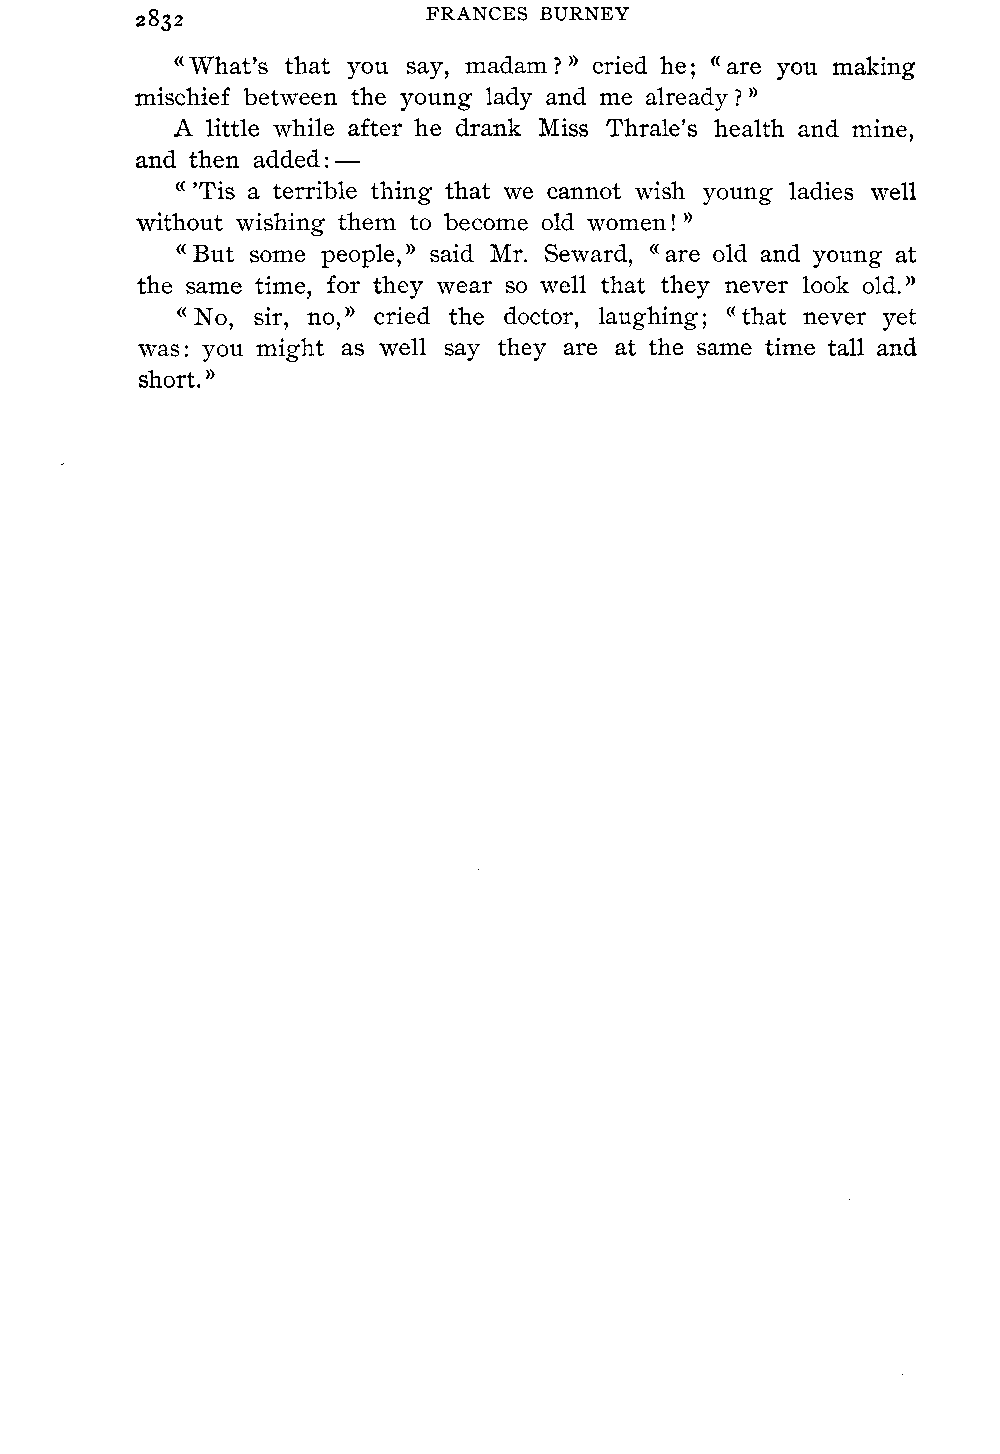 2832 FRANCES BURNEY
“What’s that you say, madam?” cried he; “are you making
mischief between the young lady and me already?”
A little while after he drank Miss Thrale’s health and mine,
and then added: —
“’Tis a terrible thing that we cannot wish young ladies well
without wishing them to become old women!”
“But some people,” said Mr. Seward, “are old and young at
the same time, for they wear so well that they never look old.”
“No, sir, no,” cried the doctor, laughing; “that never yet
was: you might as well say they are at the same time tall and
short.”